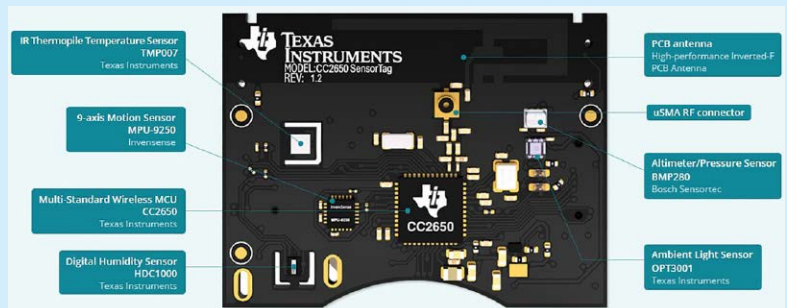 IR Thermopile Temperature Sensor
TMP007
Texas Instruments
9-axis Motion Sensor
MPU-9250
Invensense
Multi-Standard Wireless MCU
CC2650
Texas Instruments
Digital Humidity Sensor
HDC1000
Texas Instruments
TEXAS
INSTRUMENTS
MODEL:CC2650 SensorTag
REV: 1.2
InvenSense
MPU-9250
CC2650
PCB antenna
High-performance Inverted-F
PCB Antenna
uSMA RF connector
Altimeter/Pressure Sensor
BMP280
Bosch Sensortec
Ambient Light Sensor
OPT3001
Texas Instruments